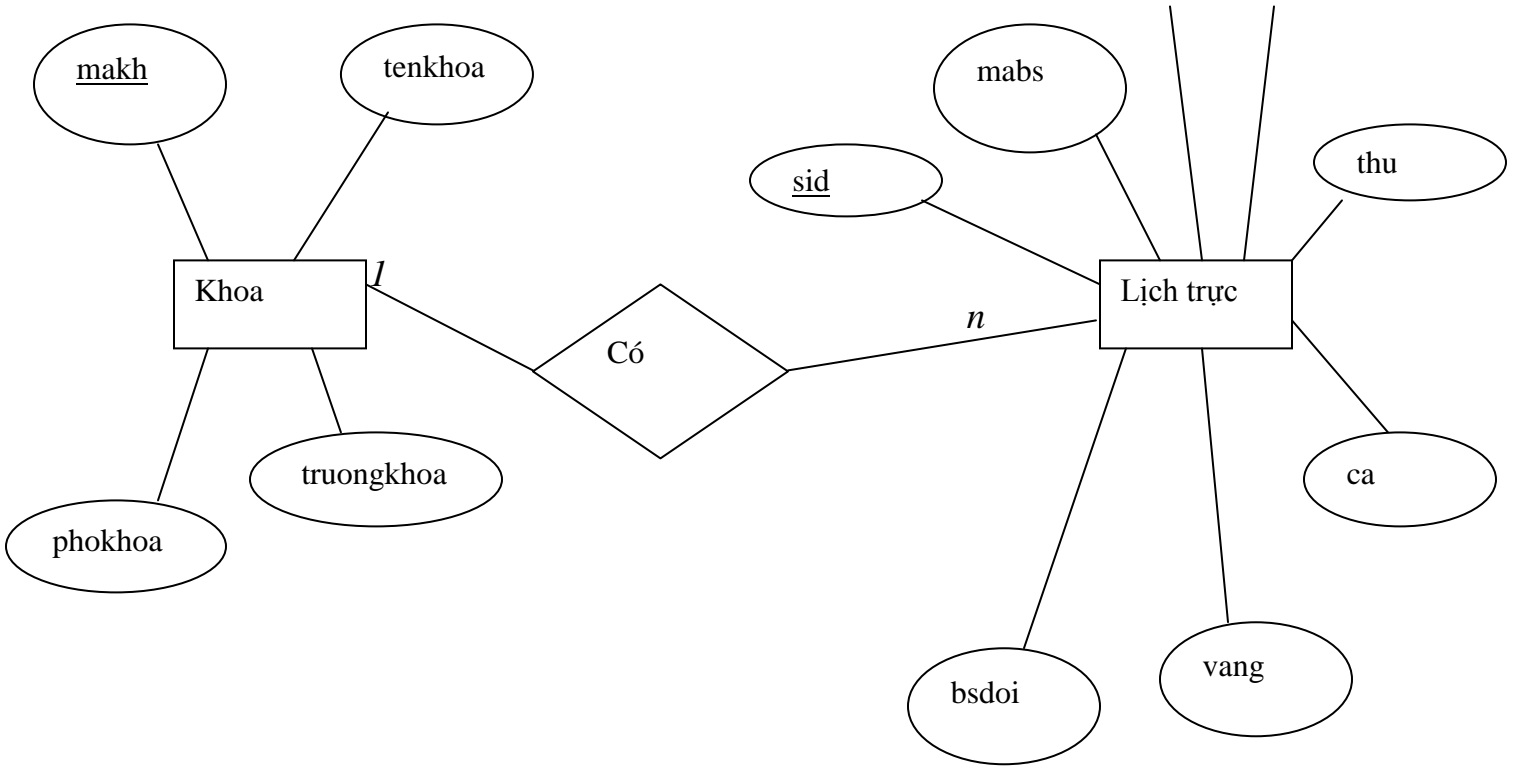 makh
tenkhoa
mabs
thu
sid
1
Khoa
Lịch trực
n
Có
truongkhoa
ca
phokhoa
vang
bsdoi